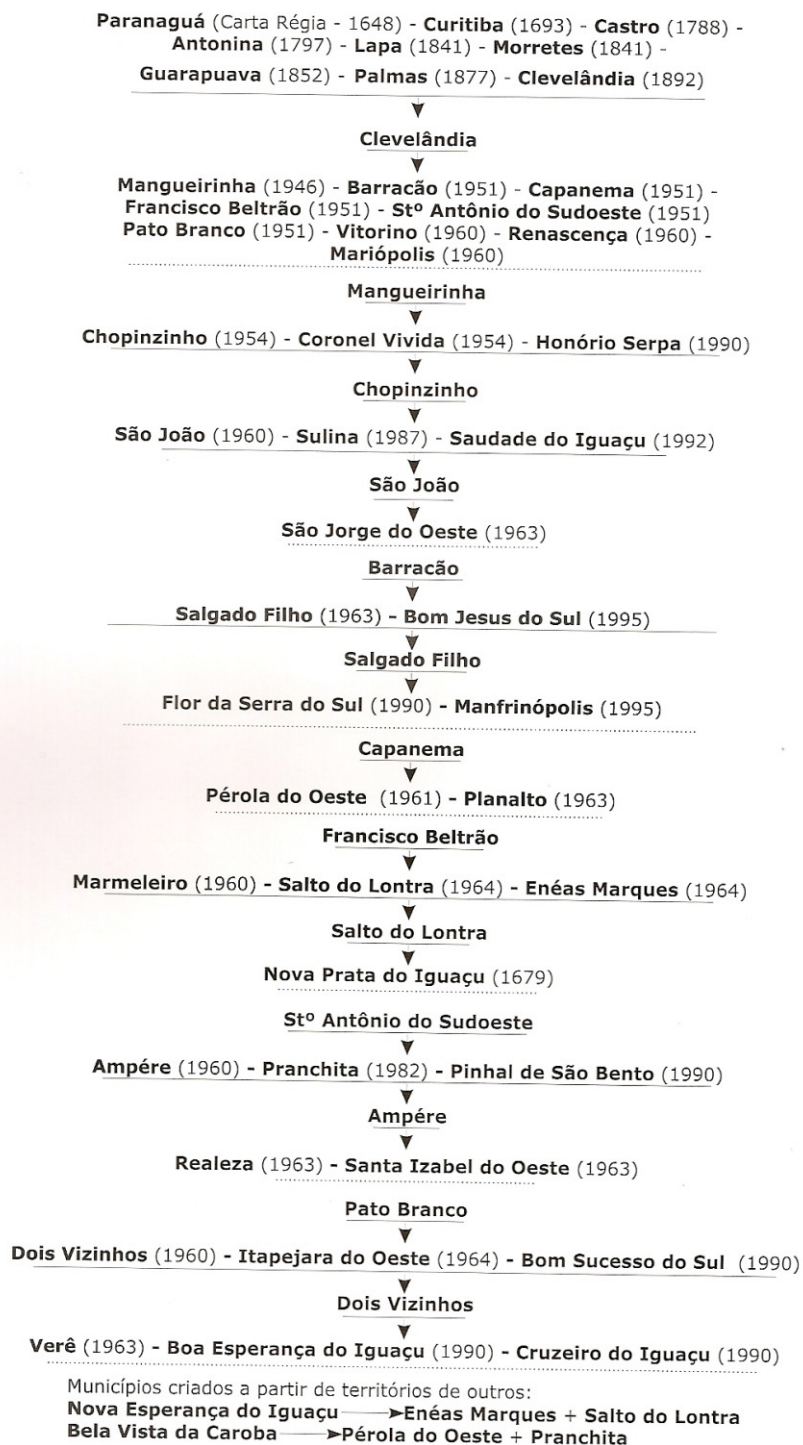 Paranaguá (Carta Régia - 1648) - Curitiba (1693) - Castro (1788) -
Antonina (1797) - Lapa (1841) - Morretes (1841) -
Guarapuava (1852) - Palmas (1877) - Clevelândia (1892)
Clevelândia
Mangueirinha (1946) - Barracão (1951) - Capanema (1951) -
Francisco Beltrão (1951) - Stº Antônio do Sudoeste (1951)
Pato Branco (1951) - Vitorino (1960) - Renascença (1960) -
Mariópolis (1960)
Mangueirinha
Chopinzinho (1954) - Coronel Vivida (1954) - Honório Serpa (1990)
Chopinzinho
São João (1960) - Sulina (1987) - Saudade do Iguaçu (1992)
São João
São Jorge do Oeste (1963)
Barracão
Salgado Filho (1963) - Bom Jesus do Sul (1995)
Salgado Filho
Flor da Serra do Sul (1990) - Manfrinópolis (1995)
Capanema
Pérola do Oeste (1961) - Planalto (1963)
Francisco Beltrão
Marmeleiro (1960) - Salto do Lontra (1964) - Enéas Marques (1964)
Salto do Lontra
Nova Prata do Iguaçu (1679)
Stº Antônio do Sudoeste
Ampére (1960) - Pranchita (1982) - Pinhal de São Bento (1990)
Ampére
Realeza (1963) - Santa Izabel do Oeste (1963)
Pato Branco
Dois Vizinhos (1960) - Itapejara do Oeste (1964) - Bom Sucesso do Sul (1990)
Dois Vizinhos
Verê (1963) - Boa Esperança do Iguaçu (1990) - Cruzeiro do Iguaçu (1990)
Municípios criados a partir de territórios de outros:
Nova Esperança do Iguaçu ➤ Enéas Marques + Salto do Lontra
Bela Vista da Caroba ➤ Pérola do Oeste + Pranchita